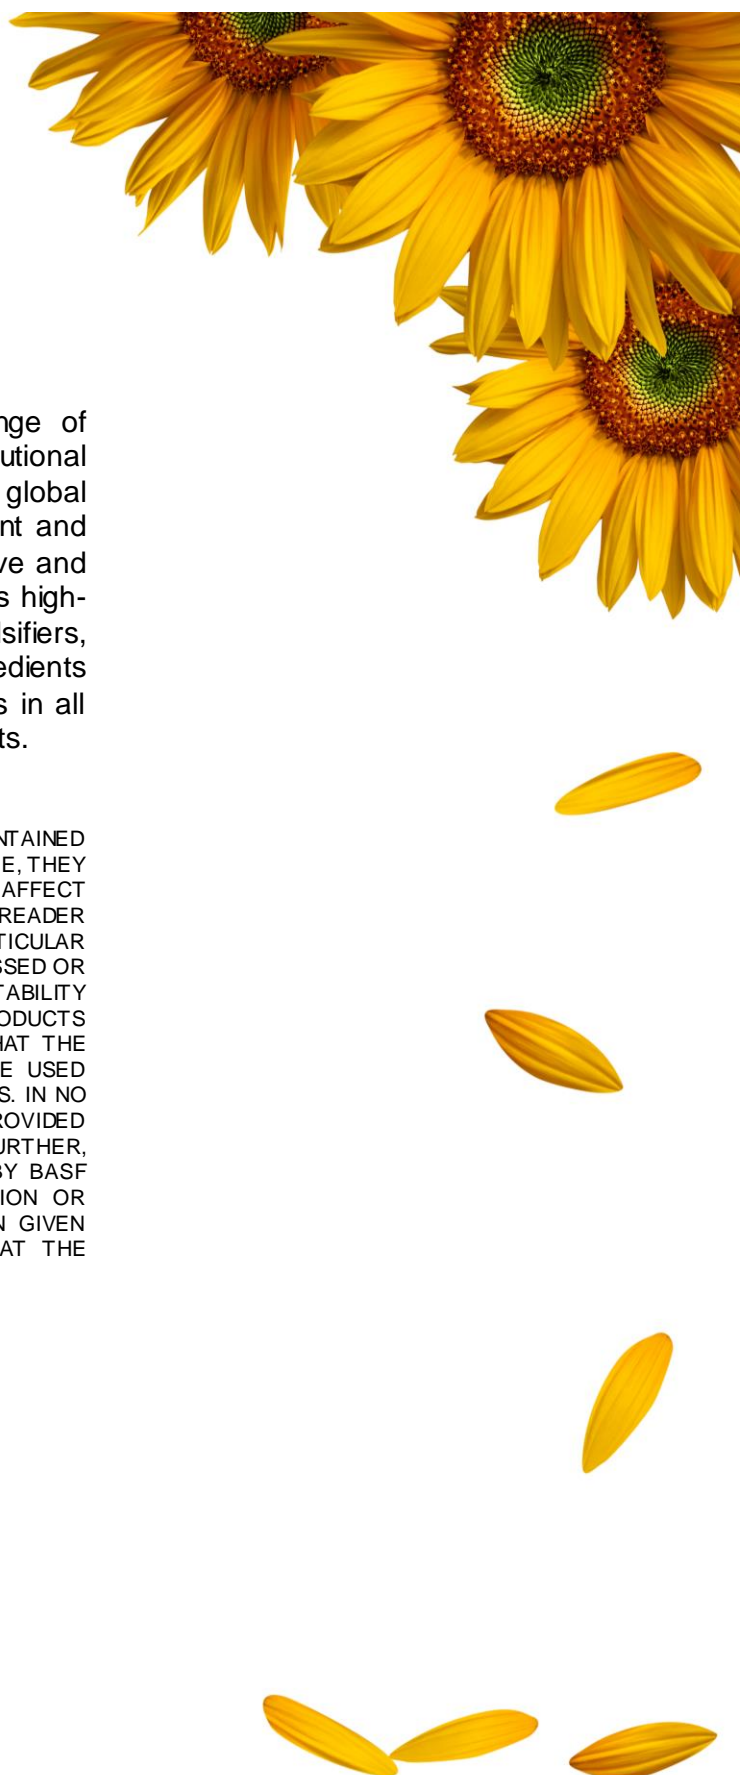 nge of
utional
global
nt and
ve and
s high-
lsifiers,
edients
s in all
ts.
NTAINED
E, THEY
AFFECT
READER
TICULAR
SSED OR
TABILITY
ODUCTS
HAT THE
E USED
S. IN NO
ROVIDED
URTHER,
BY BASF
ION OR
N GIVEN
AT THE